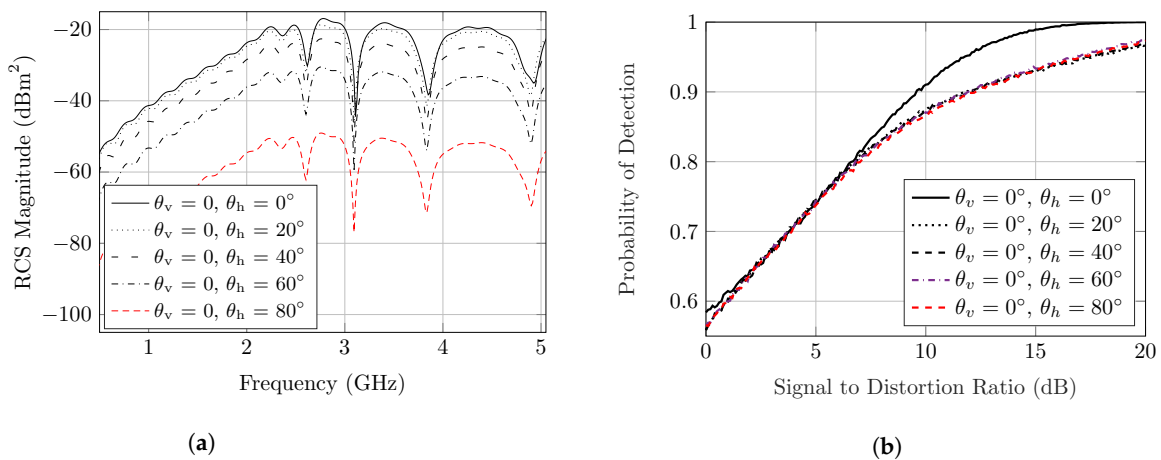 −20
−40
−60
−80
−100
RCS Magnitude (dBm²)
θv = 0, θh = 0°
θv = 0, θh = 20°
θv = 0, θh = 40°
θv = 0, θh = 60°
θv = 0, θh = 80°
1 2 3 4 5
Frequency (GHz)
(a)
1
0.9
0.8
0.7
0.6
Probability of Detection
θv = 0°, θh = 0°
θv = 0°, θh = 20°
θv = 0°, θh = 40°
θv = 0°, θh = 60°
θv = 0°, θh = 80°
0 5 10 15 20
Signal to Distortion Ratio (dB)
(b)